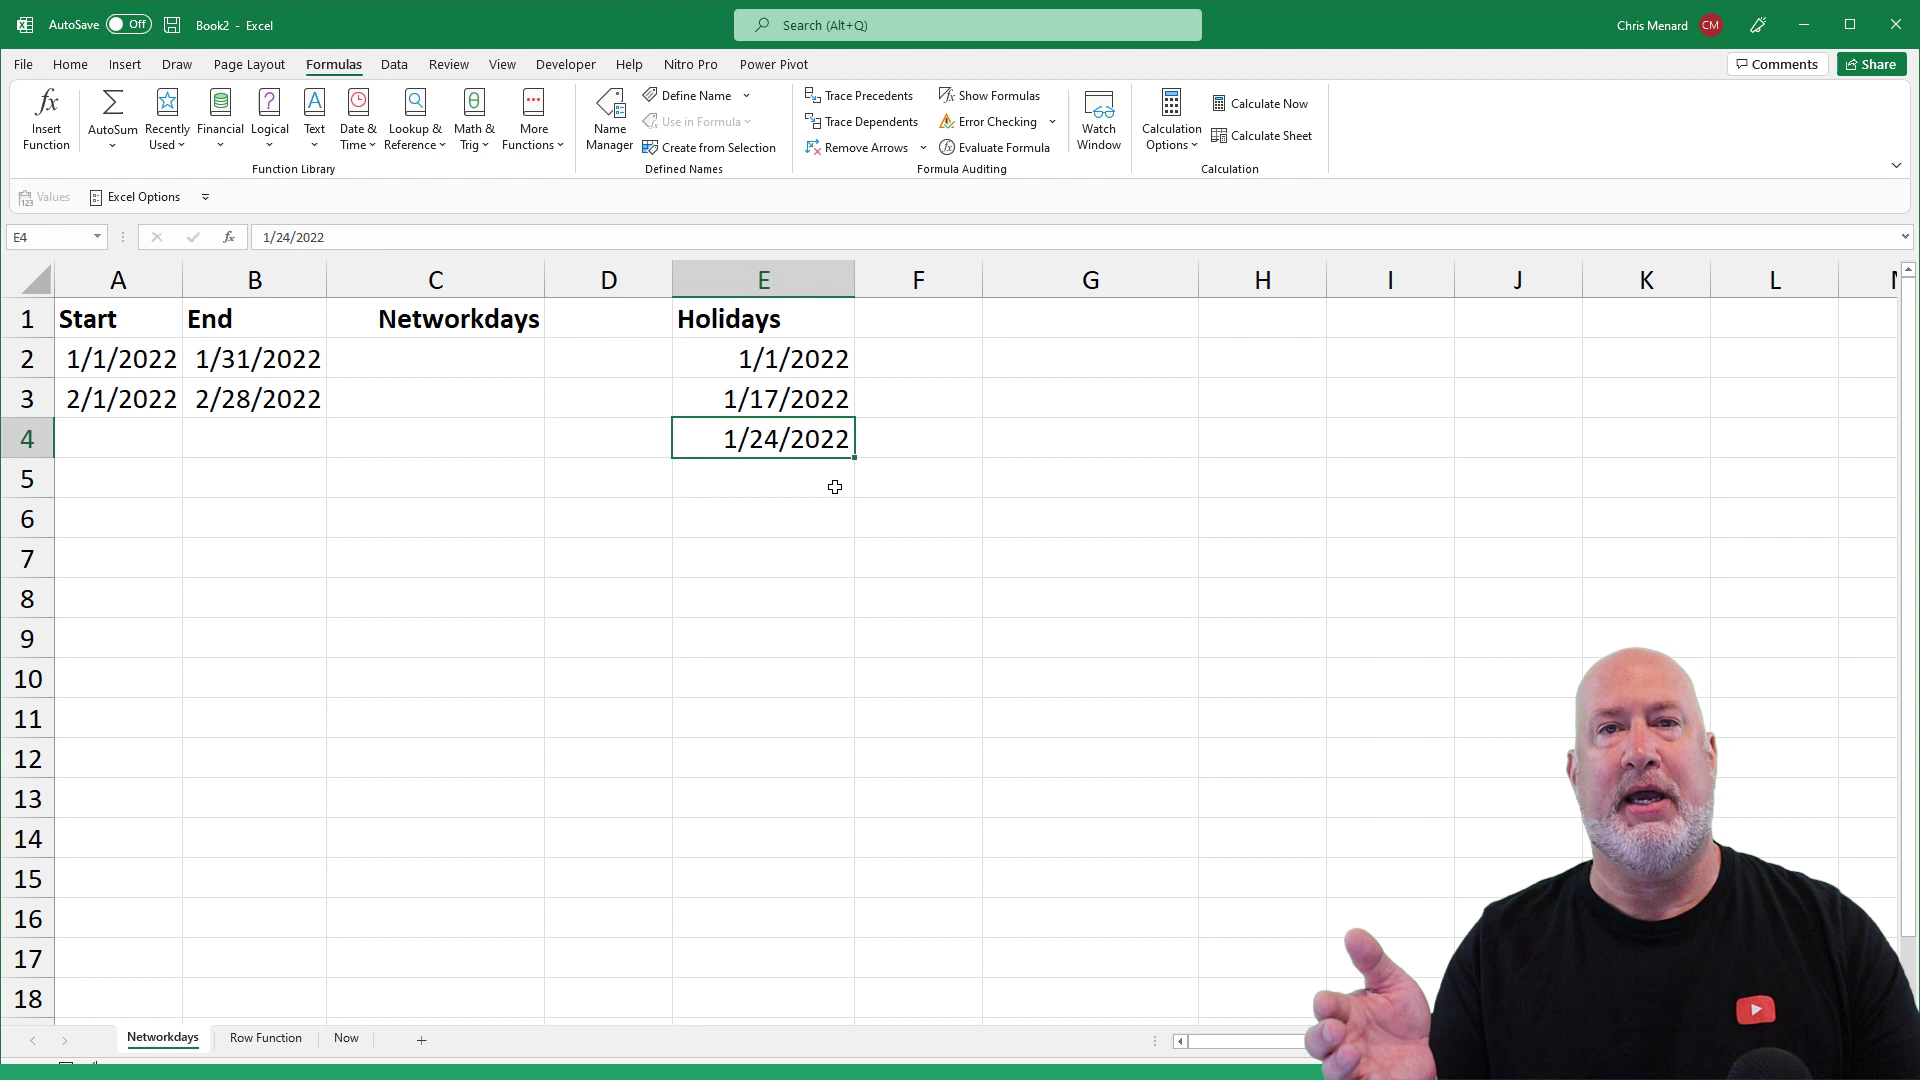 AutoSave Off Book2 - Excel Search (Alt+Q) Chris Menard CM
File Home Insert Draw Page Layout Formulas Data Review View Developer Help Nitro Pro Power Pivot Comments Share
Insert Function AutoSum Recently Used Financial Logical Text Date & Time Lookup & Reference Math & Trig More Functions
Function Library
Name Manager
Define Name
Use in Formula
Create from Selection
Defined Names
Trace Precedents Show Formulas
Trace Dependents Error Checking
Remove Arrows Evaluate Formula
Formula Auditing
Watch Window
Calculation Options
Calculate Now
Calculate Sheet
Calculation
Values Excel Options
E4 fx 1/24/2022
A B C D E F G H I J K L
1 Start End Networkdays Holidays
2 1/1/2022 1/31/2022 1/1/2022
3 2/1/2022 2/28/2022 1/17/2022
4 1/24/2022
5
6
7
8
9
10
11
12
13
14
15
16
17
18
Networkdays Row Function Now